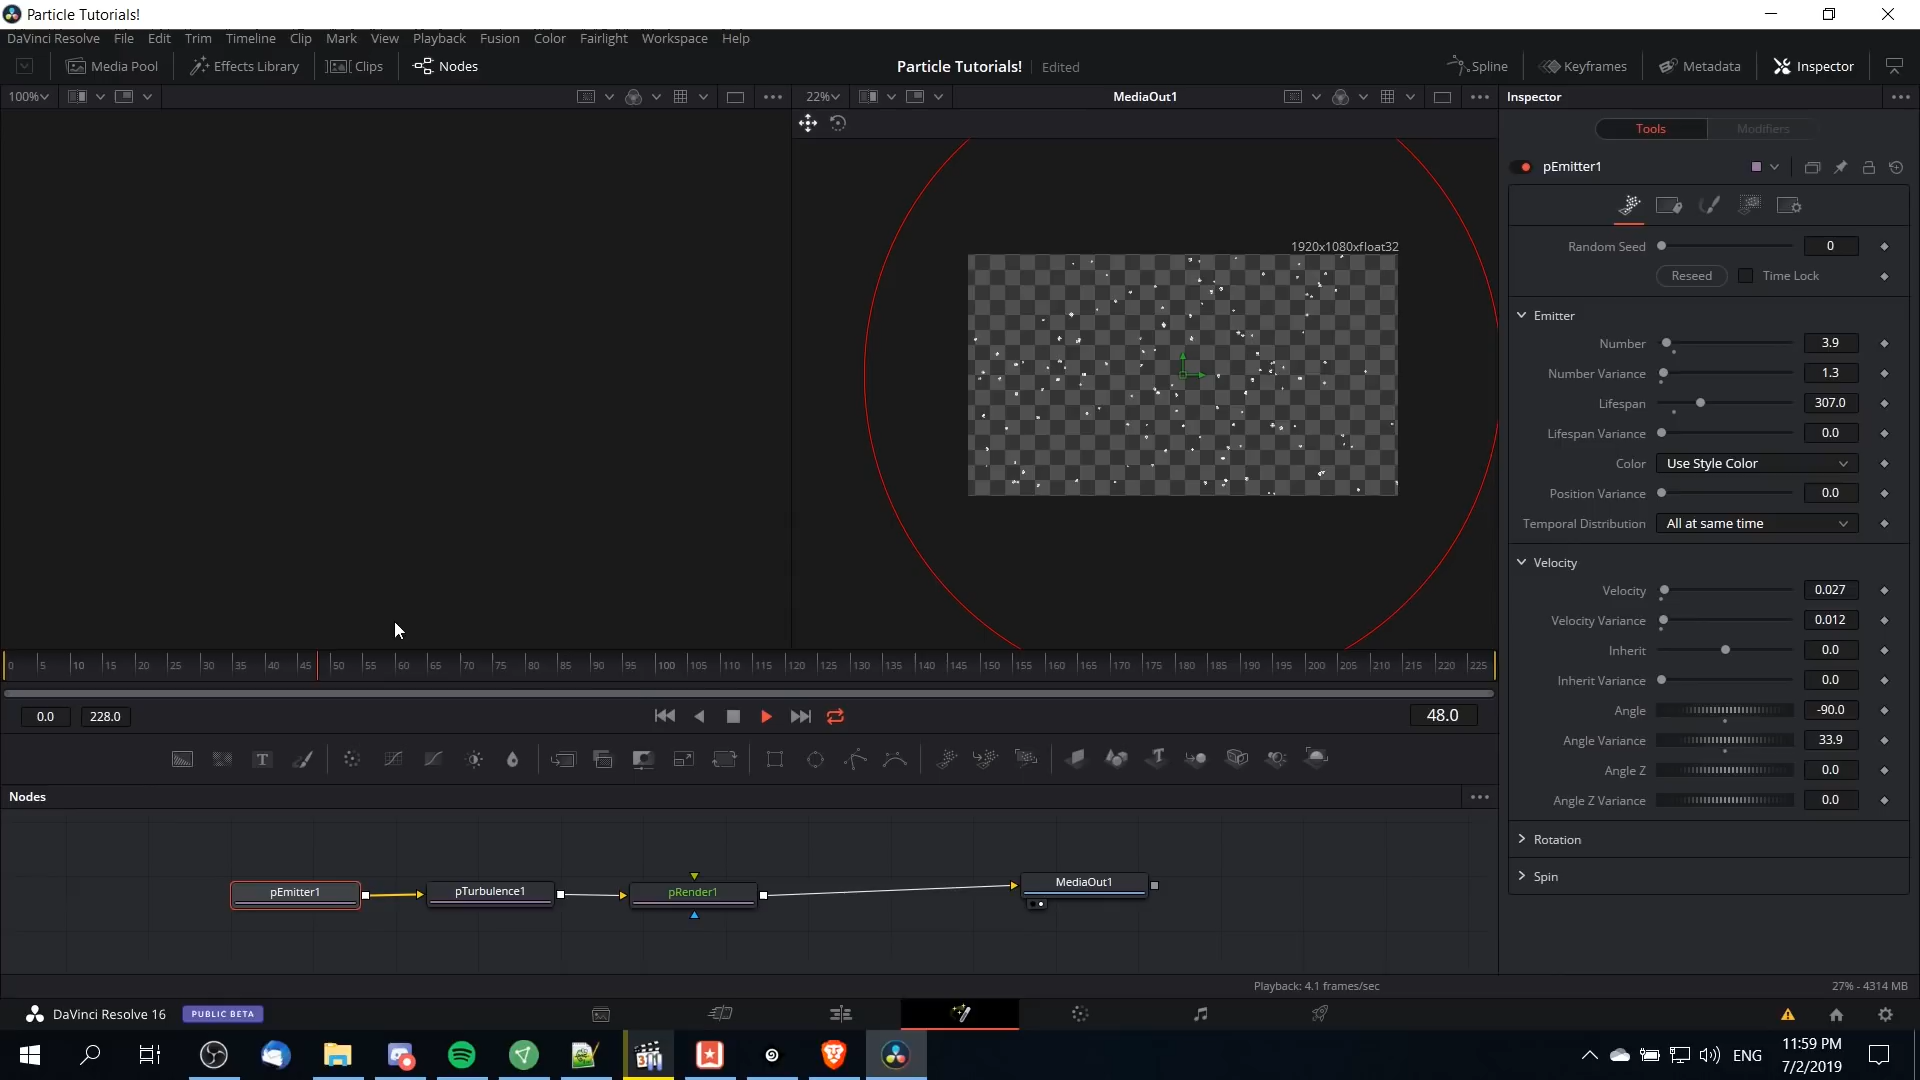 Particle Tutorials!
DaVinci Resolve File Edit Trim Timeline Clip Mark View Playback Fusion Color Fairlight Workspace Help
Media Pool Effects Library Clips Nodes Particle Tutorials! Edited Spline Keyframes Metadata Inspector
100% 22% MediaOut1 Inspector
Tools Modifiers
pEmitter1
1920x1080xfloat32
Random Seed 0
Reseed Time Lock
Emitter
Number 3.9
Number Variance 1.3
Lifespan 307.0
Lifespan Variance 0.0
Color Use Style Color
Position Variance 0.0
Temporal Distribution All at same time
Velocity
Velocity 0.027
Velocity Variance 0.012
Inherit 0.0
Inherit Variance 0.0
Angle -90.0
Angle Variance 33.9
Angle Z 0.0
Angle Z Variance 0.0
Rotation
Spin
0 5 10 15 20 25 30 35 40 45 50 55 60 65 70 75 80 85 90 95 100 105 110 115 120 125 130 135 140 145 150 155 160 165 170 175 180 185 190 195 200 205 210 215 220 225
0.0 228.0 48.0
Nodes
pEmitter1 pTurbulence1 pRender1 MediaOut1
Playback: 4.1 frames/sec 27% - 4314 MB
DaVinci Resolve 16 PUBLIC BETA
ENG 11:59 PM
7/2/2019